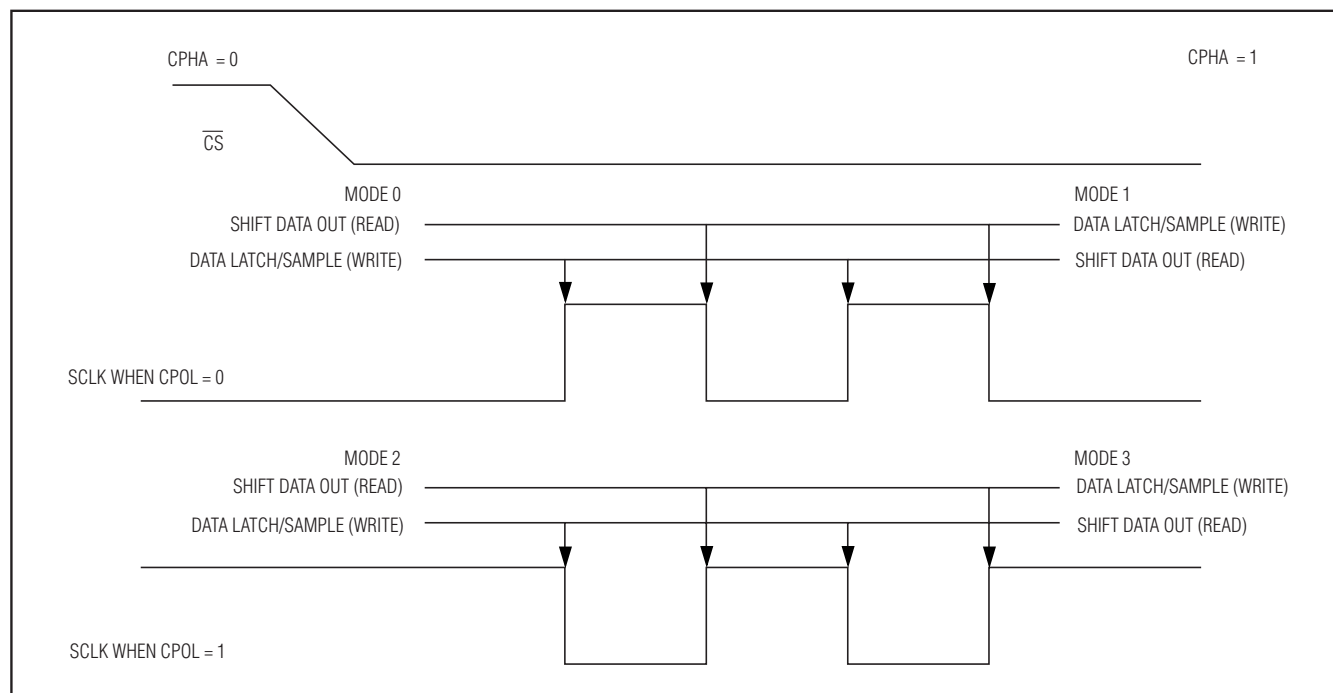 CPHA = 0
CPHA = 1
CS
MODE 0
MODE 1
SHIFT DATA OUT (READ)
DATA LATCH/SAMPLE (WRITE)
DATA LATCH/SAMPLE (WRITE)
SHIFT DATA OUT (READ)
SCLK WHEN CPOL = 0
MODE 2
MODE 3
SHIFT DATA OUT (READ)
DATA LATCH/SAMPLE (WRITE)
DATA LATCH/SAMPLE (WRITE)
SHIFT DATA OUT (READ)
SCLK WHEN CPOL = 1